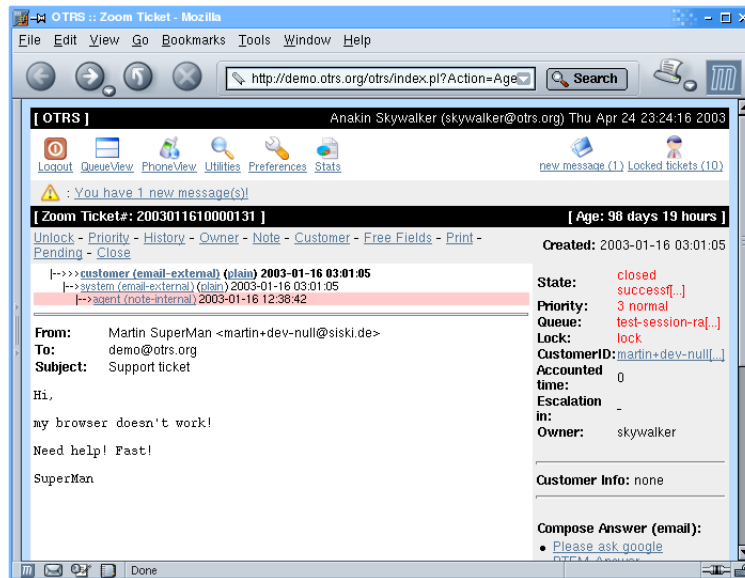 OTRS :: Zoom Ticket - Mozilla
File Edit View Go Bookmarks Tools Window Help
http://demo.otrs.org/otrs/index.pl?Action=Age
Search
[ OTRS ] Anakin Skywalker (skywalker@otrs.org) Thu Apr 24 23:24:16 2003
Logout QueueView PhoneView Utilities Preferences Stats new message (1) Locked tickets (10)
: You have 1 new message(s)!
[ Zoom Ticket#: 2003011610000131 ] [ Age: 98 days 19 hours ]
Unlock - Priority - History - Owner - Note - Customer - Free Fields - Print -
Pending - Close
|-->>>customer (email-external) (plain) 2003-01-16 03:01:05
|-->system (email-external) (plain) 2003-01-16 03:01:05
|-->agent (note-internal) 2003-01-16 12:38:42
From: Martin SuperMan <martin+dev-null@siski.de>
To: demo@otrs.org
Subject: Support ticket
Hi,
my browser doesn't work!
Need help! Fast!
SuperMan
Created: 2003-01-16 03:01:05
State: closed successf[...]
Priority: 3 normal
Queue: test-session-ra[...]
Lock: lock
CustomerID: martin+dev-null[...]
Accounted time: 0
Escalation in: -
Owner: skywalker
Customer Info: none
Compose Answer (email):
Please ask google
Done